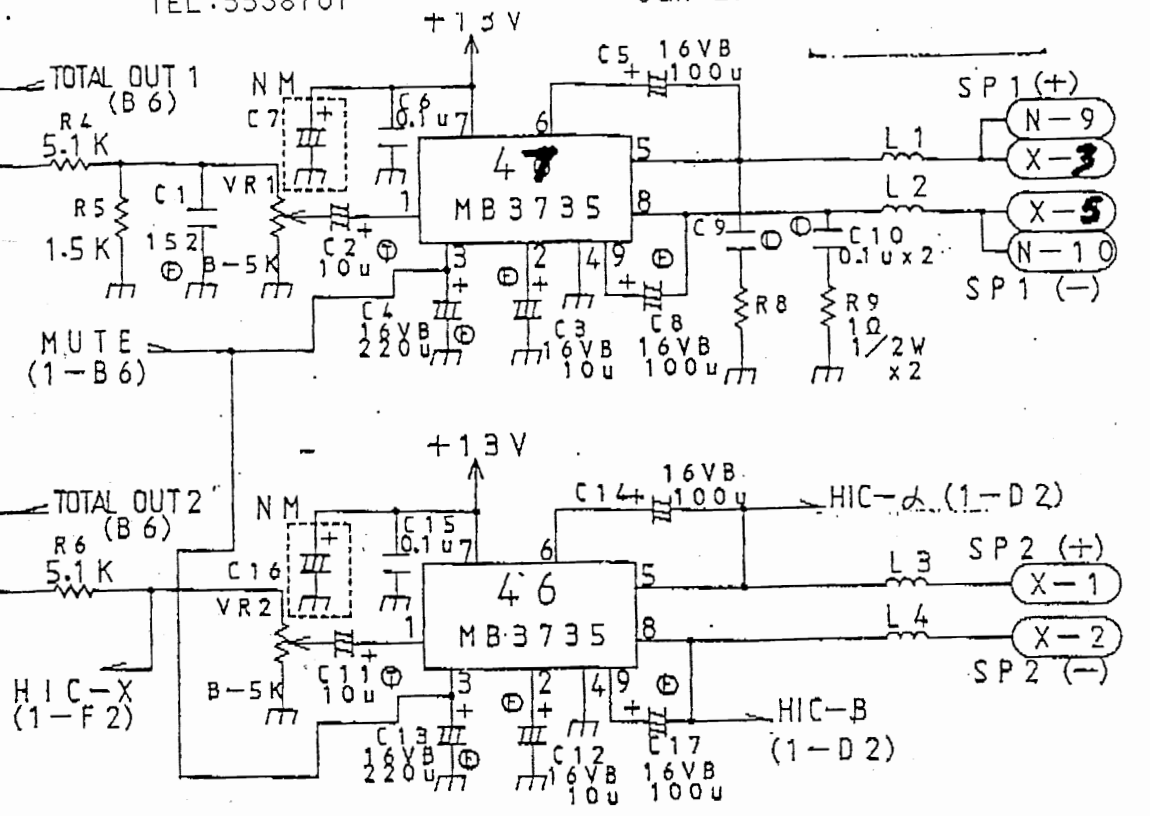 +13V
C5 + 16VB
100u
TOTAL OUT 1
(B6)
NM
C7 +
C6
0.1u
7
6
SP1 (+)
N-9
X-3
R4
5.1K
4
MB3735
5
L1
L2
1
8
X-5
N-10
SP1 (-)
R5
1.5K
C1
152
E
VR1
B-5K
C2 +
10u
T
3
2
4
9
C9
C10
0.1u x 2
R8
R9
1Ω
1/2W
x2
C4
16VB
220u
E
+
E
+
C3
16VB
10u
+
E
C8
16VB
100u
MUTE
(1-B6)
+13V
TOTAL OUT 2
(B6)
NM
C16
+
C15
0.1u
7
6
C14+ 16VB
100u
HIC-α (1-D2)
R6
5.1K
VR2
B-5K
46
MB3735
5
L3
SP2 (+)
X-1
1
8
L4
X-2
SP2 (-)
HIC-X
(1-F2)
C11 +
10u
T
3
2
4
9
+
C13
16VB
220u
E
E
+
C12
16VB
10u
E
+
C17
16VB
100u
HIC-B
(1-D2)